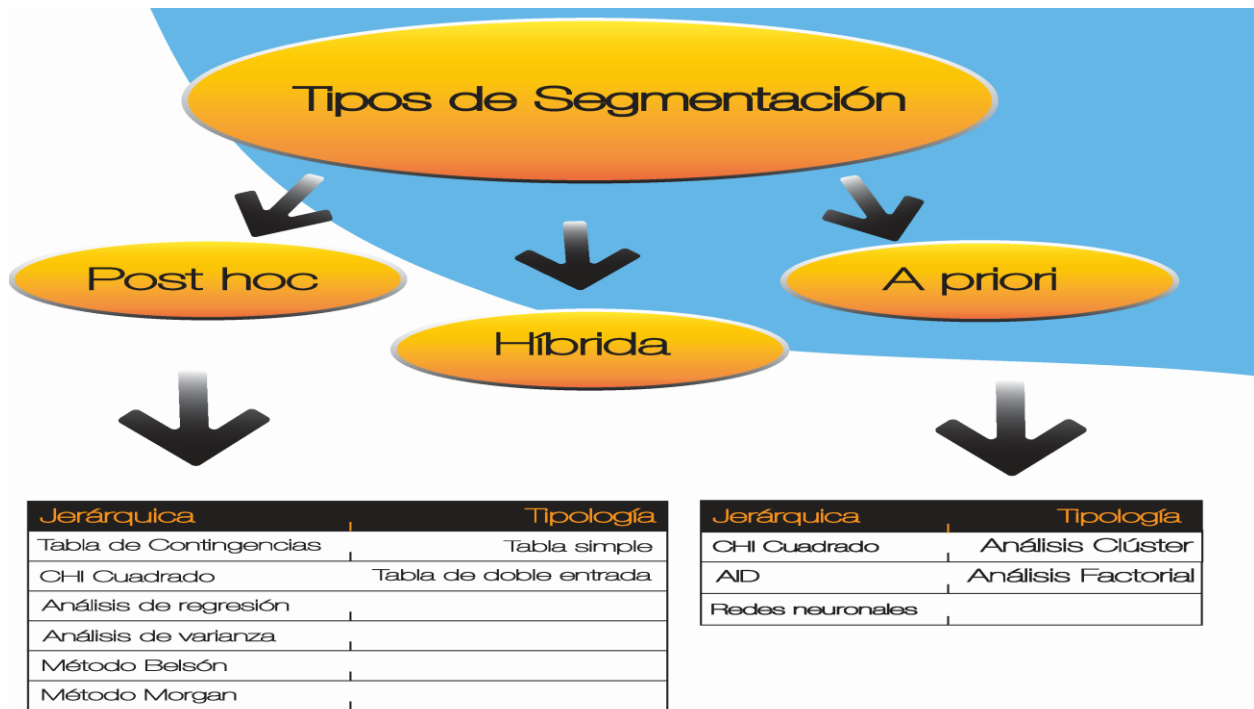 Tipos de Segmentación
Post hoc
A priori
Híbrida
Jerárquica Tipología
Tabla de Contingencias Tabla simple
CHI Cuadrado Tabla de doble entrada
Análisis de regresión
Análisis de varianza
Método Belsón
Método Morgan
Jerárquica Tipología
CHI Cuadrado Análisis Clúster
AID Análisis Factorial
Redes neuronales